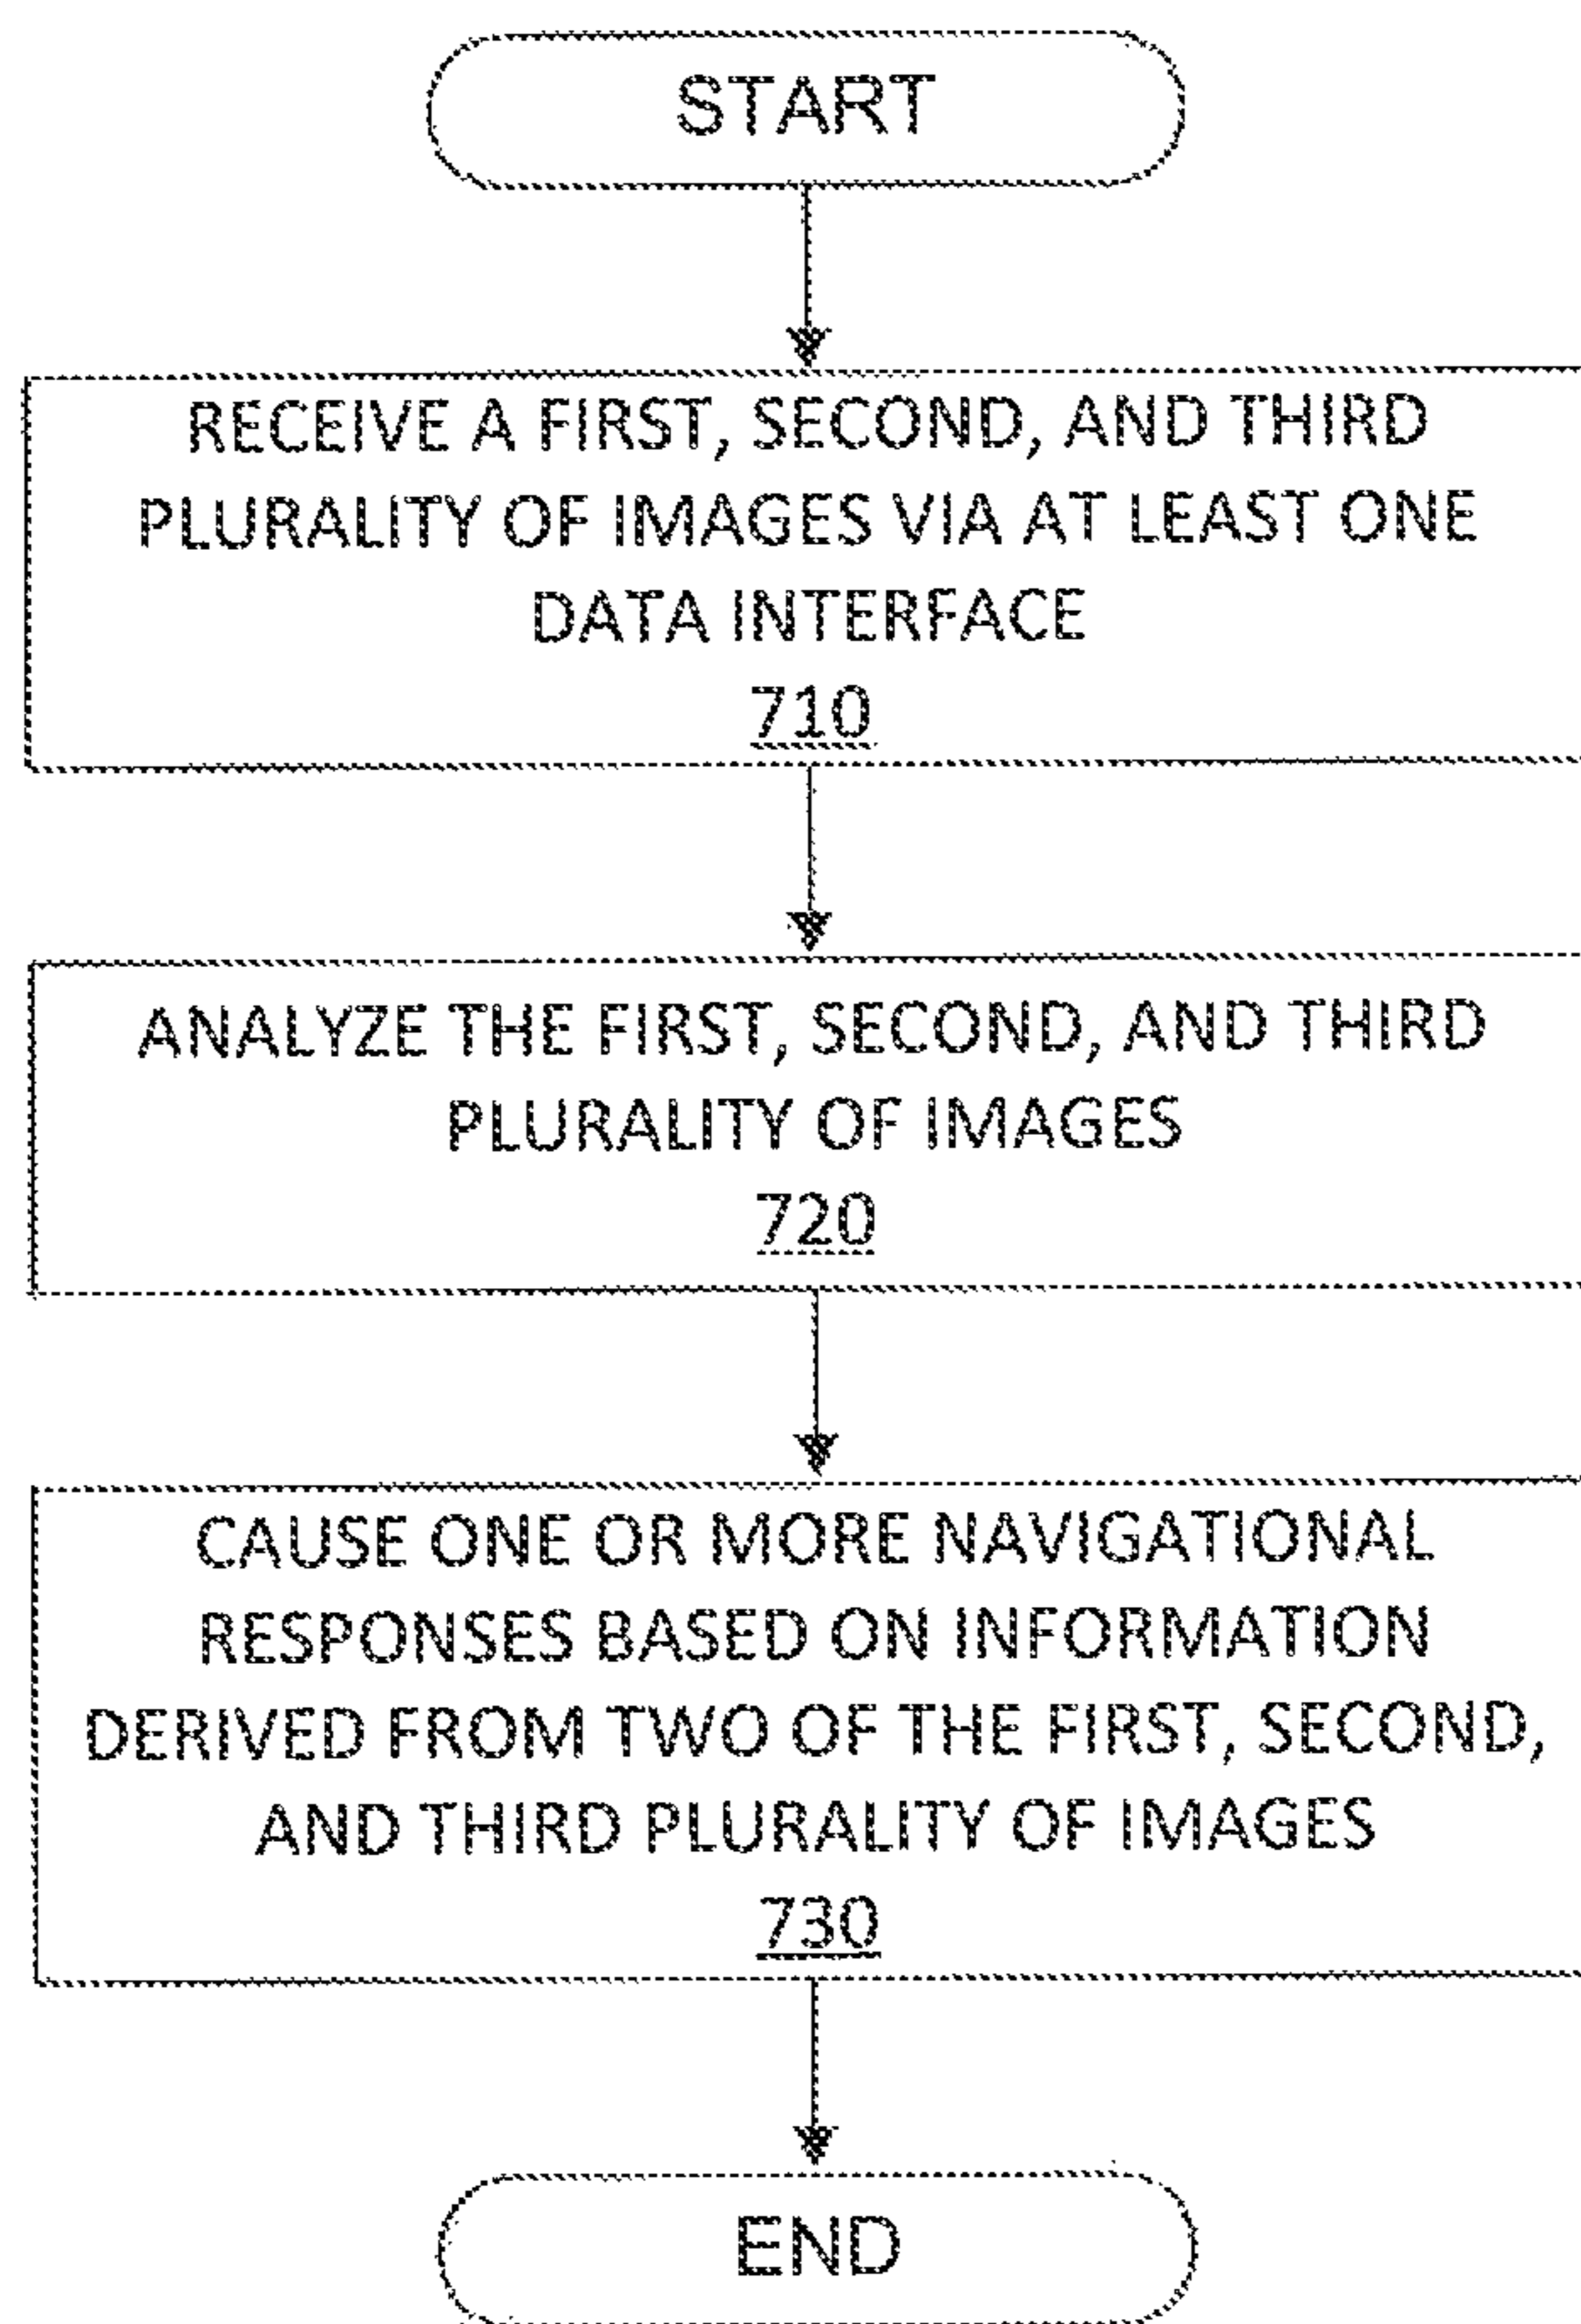 START
RECEIVE A FIRST, SECOND, AND THIRD
PLURALITY OF IMAGES VIA AT LEAST ONE
DATA INTERFACE
710
ANALYZE THE FIRST, SECOND, AND THIRD
PLURALITY OF IMAGES
720
CAUSE ONE OR MORE NAVIGATIONAL
RESPONSES BASED ON INFORMATION
DERIVED FROM TWO OF THE FIRST, SECOND,
AND THIRD PLURALITY OF IMAGES
730
END